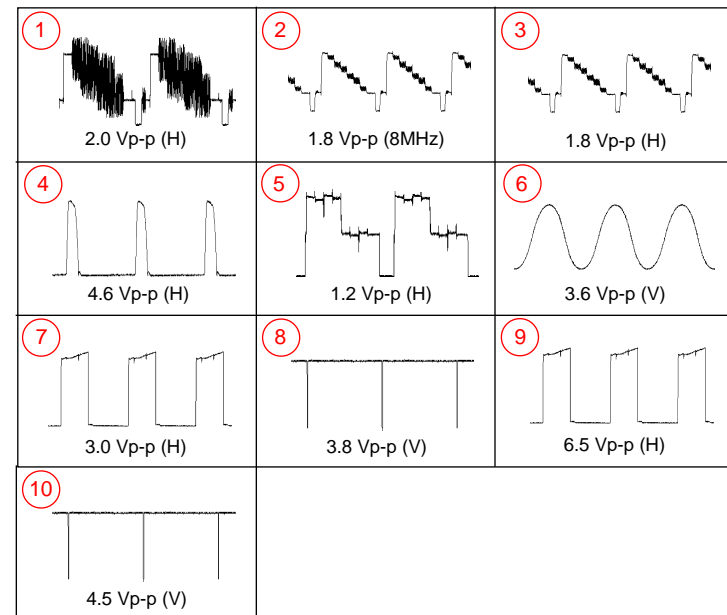 1
2.0 Vp-p (H)
2
1.8 Vp-p (8MHz)
3
1.8 Vp-p (H)
4
4.6 Vp-p (H)
5
1.2 Vp-p (H)
6
3.6 Vp-p (V)
7
3.0 Vp-p (H)
8
3.8 Vp-p (V)
9
6.5 Vp-p (H)
10
4.5 Vp-p (V)